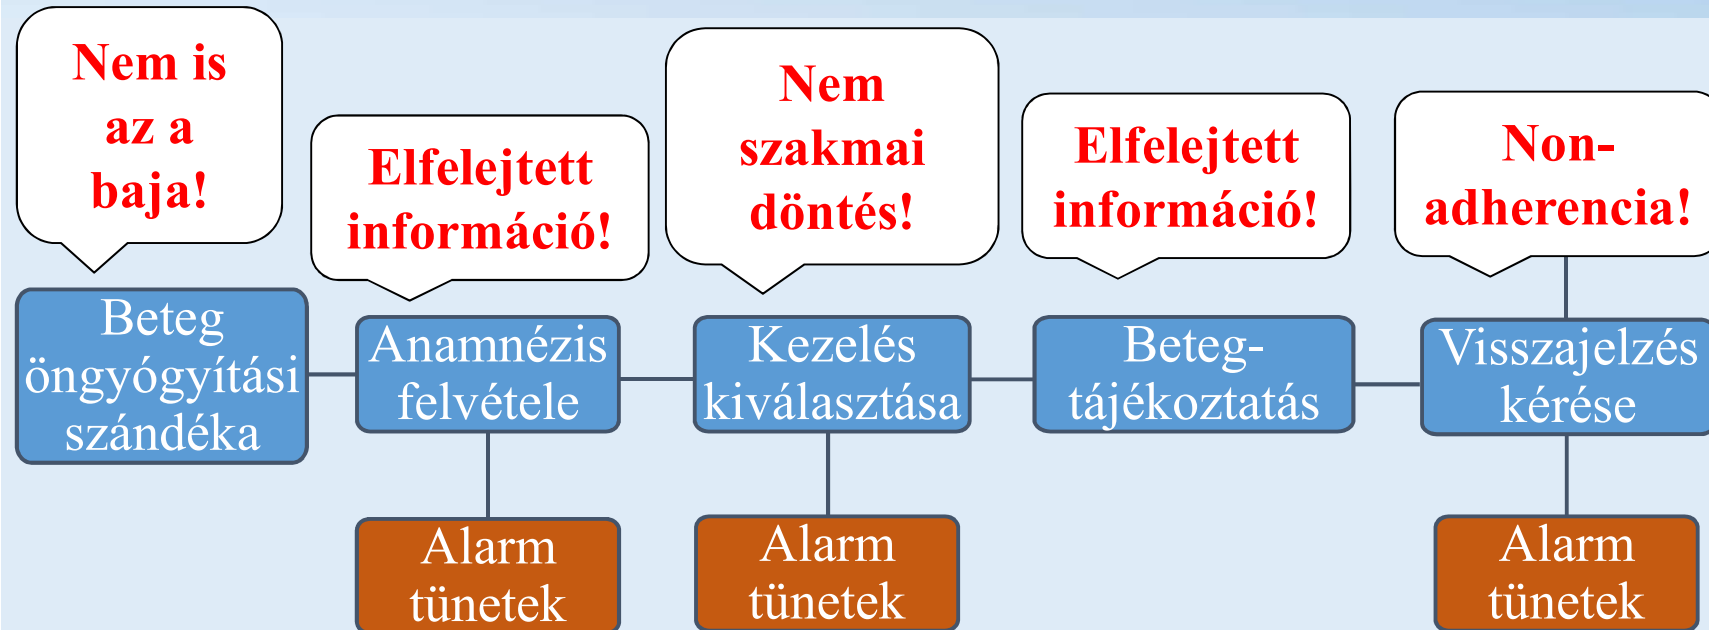 Nem is
az a
baja!
Elfelejtett
információ!
Nem
szakmai
döntés!
Elfelejtett
információ!
Non-
adherencia!
Beteg
öngyógyítási
szándéka
Anamnézis
felvétele
Kezelés
kiválasztása
Beteg-
tájékoztatás
Visszajelzés
kérése
Alarm
tünetek
Alarm
tünetek
Alarm
tünetek